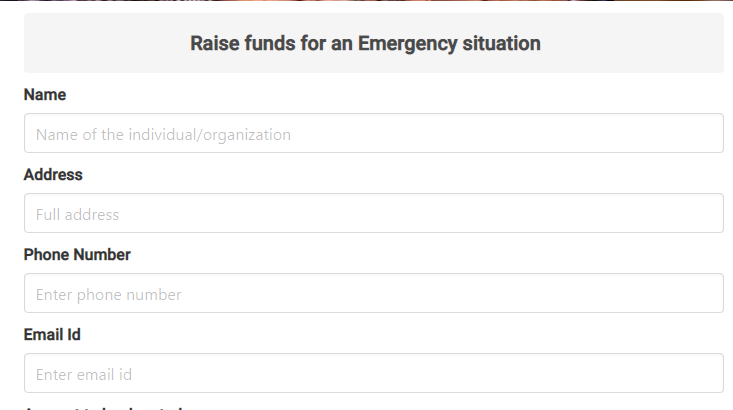 Raise funds for an Emergency situation
Name
Name of the individual/organization
Address
Full address
Phone Number
Enter phone number
Email Id
Enter email id